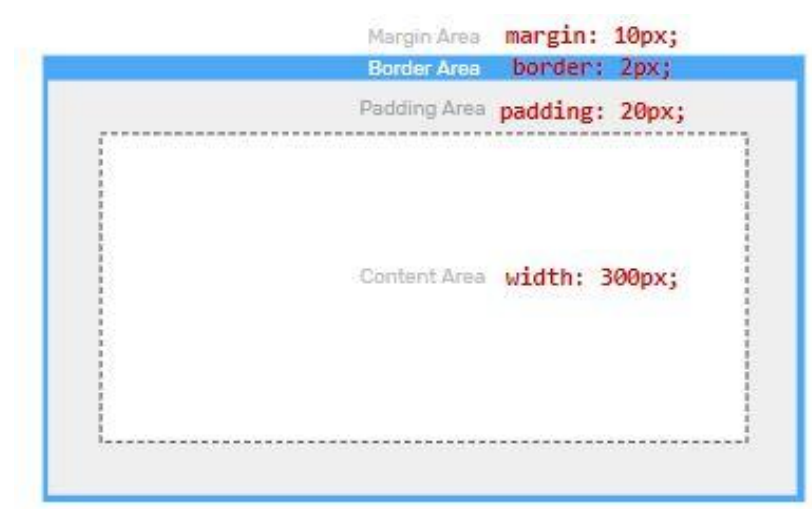 Margin Area margin: 10px;
Border Area border: 2px;
Padding Area padding: 20px;
Content Area width: 300px;